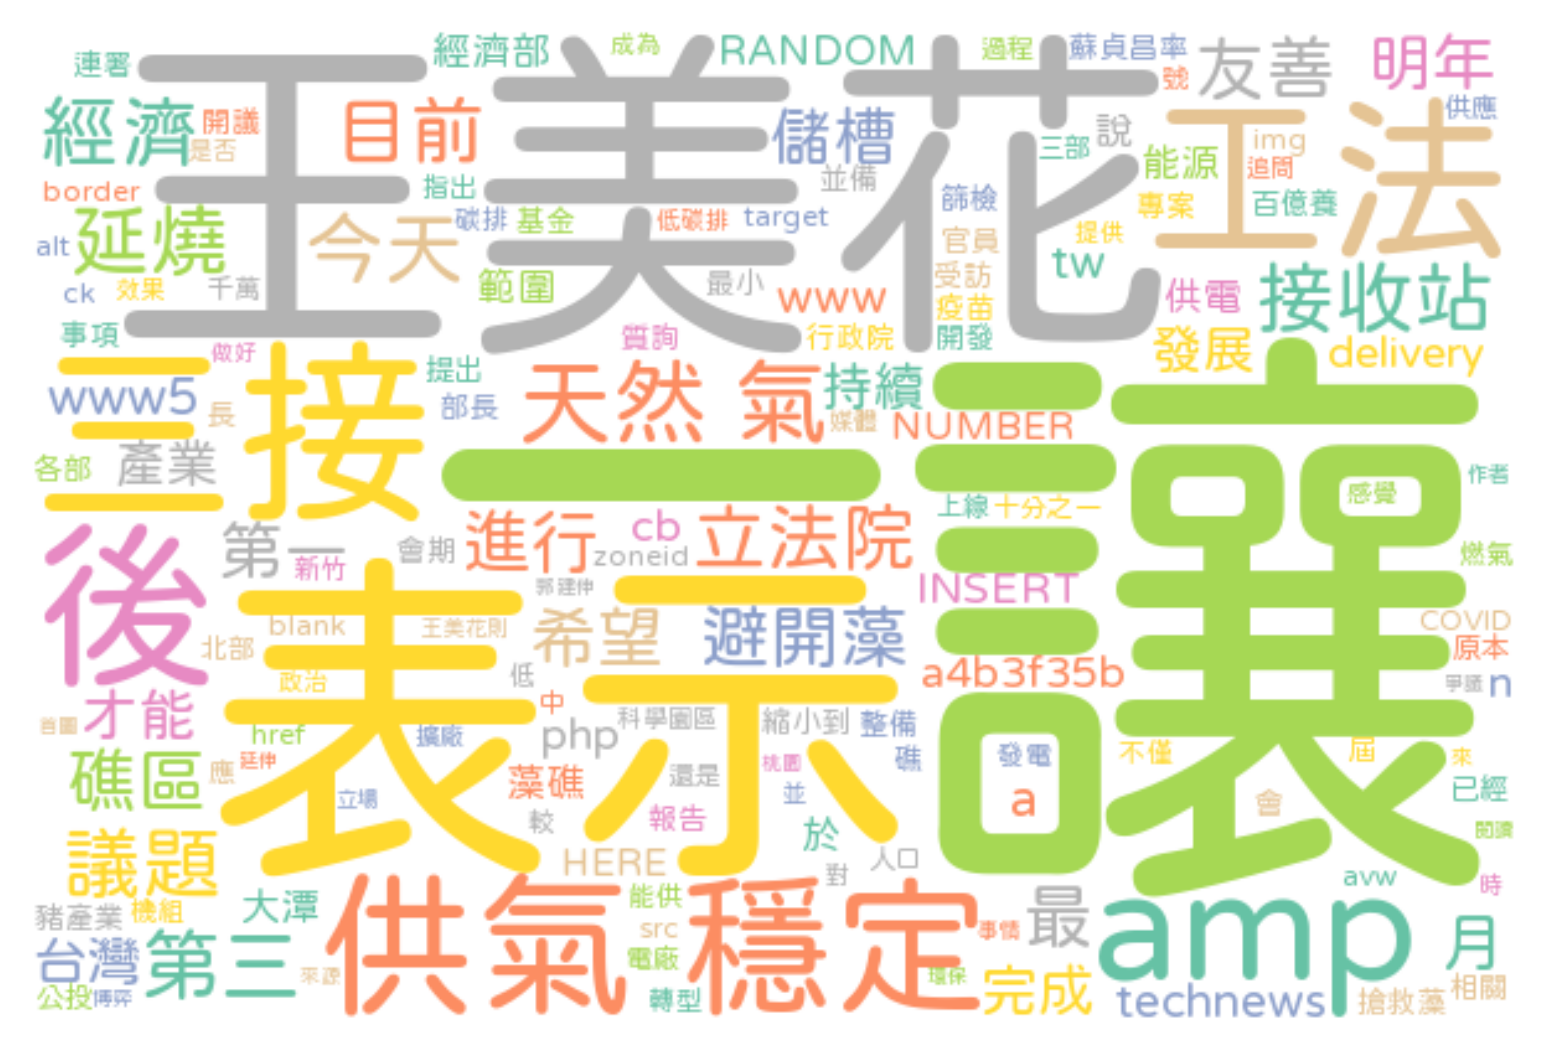 連署
經濟部
成為
RANDOM
過程
蘇貞昌率
友善
明年
號
供應
王美花
經濟
開議
是否
目前
儲槽
三部
說
能源
img
追問
工法
border
指出
並備
篩檢
專案
百億養
延燒
今天
碳排
基金
低碳排
target
官員
提供
alt
ck
效果
千萬
範圍
最小
www
受訪
tw
疫苗
供電
接收站
事項
做好
質詢
行政院
開發
發展
delivery
三接
www5
長
提出
部長
天然 氣
持續
媒體
NUMBER
一
讓
各部
產業
上線
十分之一
感覺
作者
後
第一
新竹
會期
進行
cb
zoneid
立法院
燃氣
郭建伸
INSERT
表示
blank
王美花則
希望
避開藻
COVID
北部
原本
政治
低
a4b3f35b
爭議
n
才能
中
首圖
href
擴廠
php
科學園區
縮小到
整備
礁
發電
不僅
屆
來
礁區
應
延伸
藻礁
還是
桃園
並
a
會
已經
立場
較
報告
於
閱讀
議題
HERE
對
人口
avw
時
豬產業
機組
大潭
供氣穩定
能供
src
事情
最
amp
月
台灣
第三
來源
電廠
環保
完成
相關
公投
博弈
轉型
technews
搶救藻